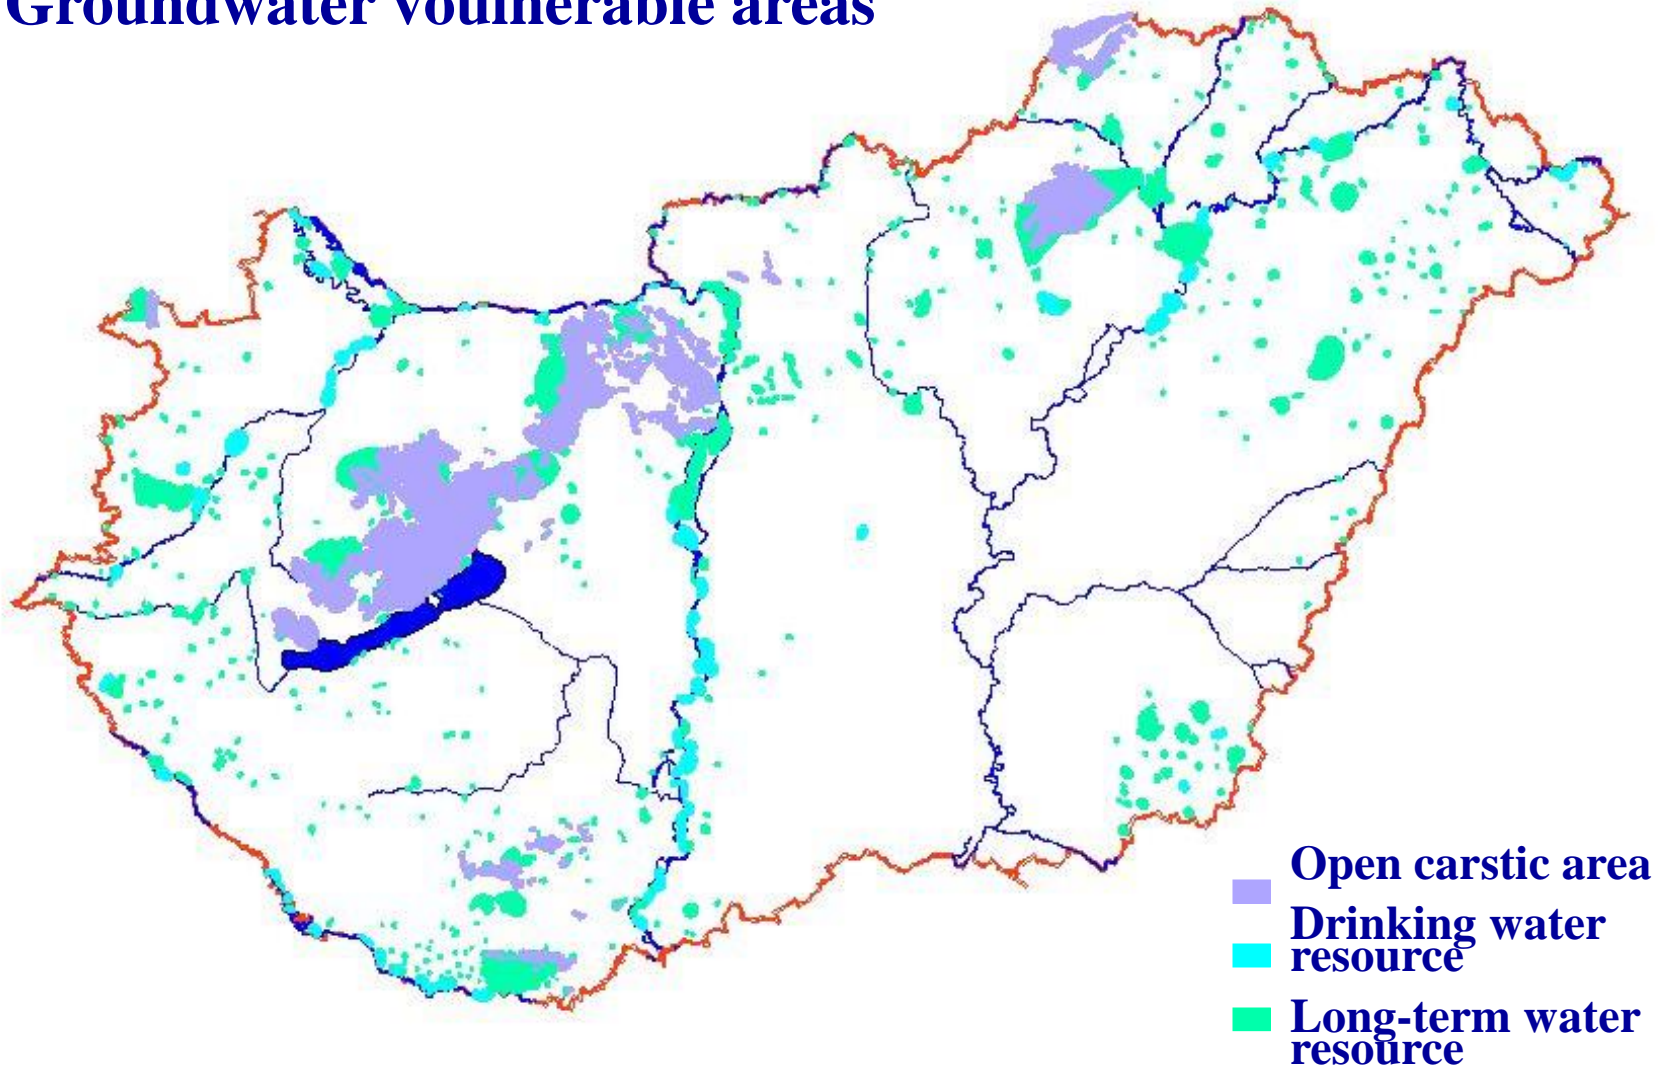 Groundwater voulnerable areas
Open carstic area
Drinking water
resource
Long-term water
resource